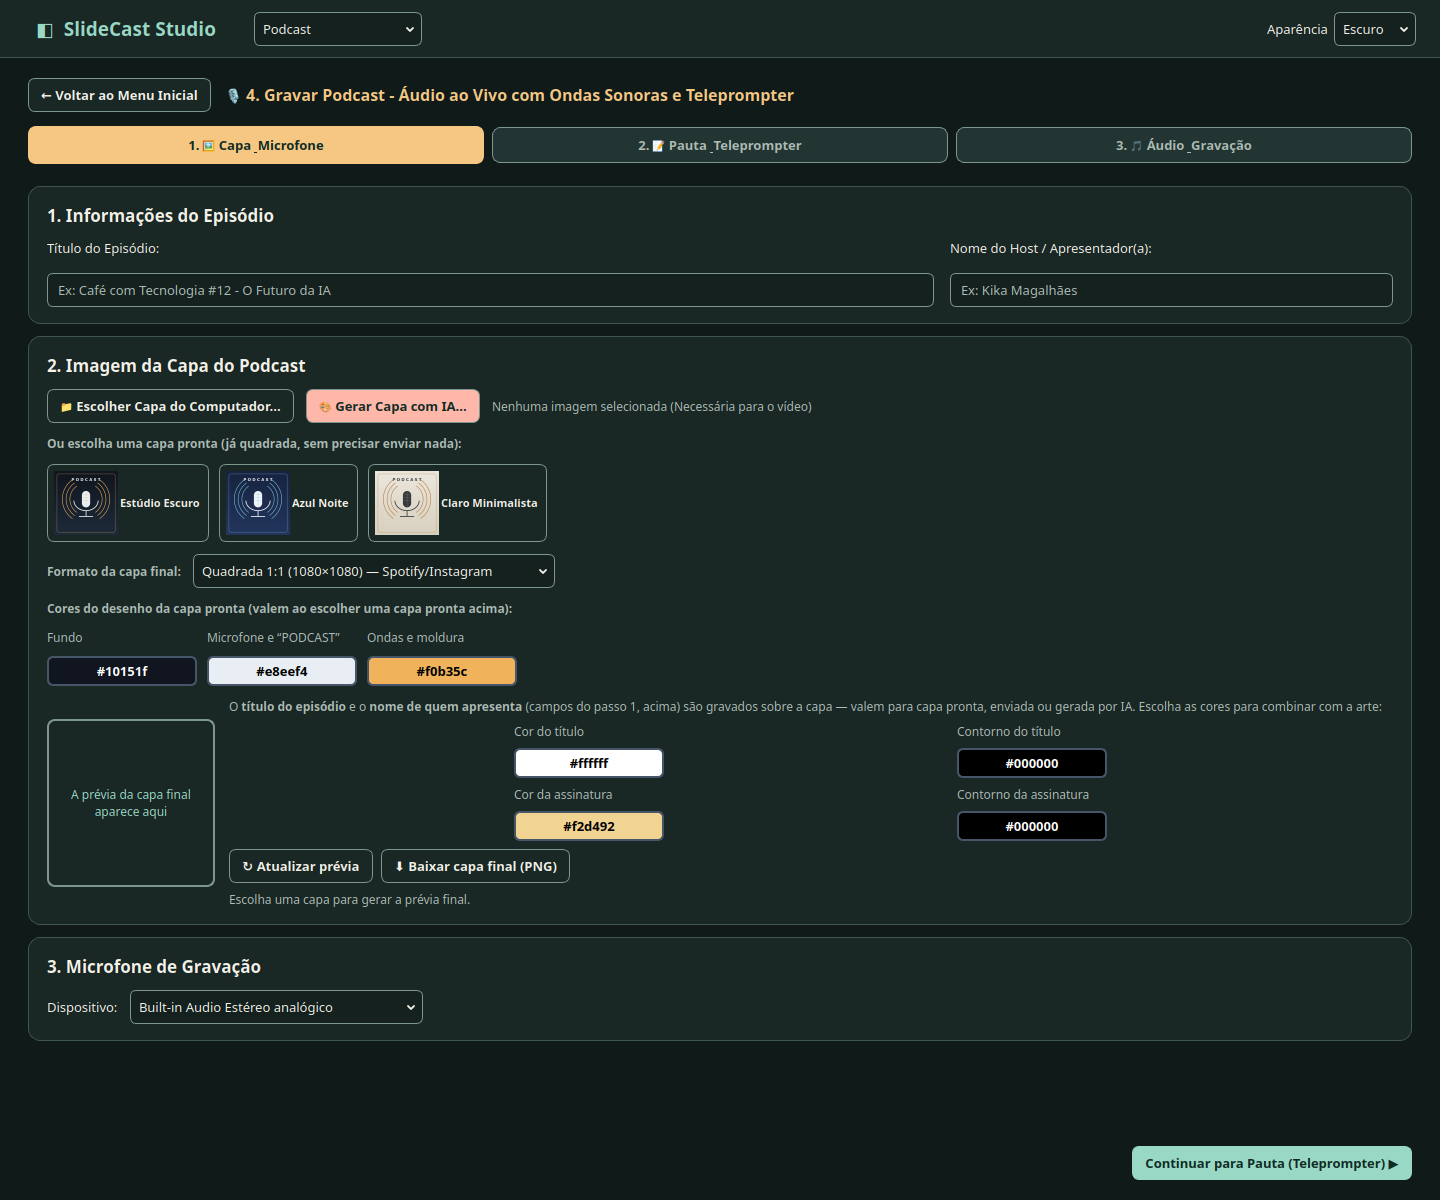 SlideCast Studio
Podcast
Aparência
Escuro
← Voltar ao Menu Inicial
4. Gravar Podcast - Áudio ao Vivo com Ondas Sonoras e Teleprompter
1. Capa _Microfone
2. Pauta _Teleprompter
3. Áudio _Gravação
1. Informações do Episódio
Título do Episódio:
Nome do Host / Apresentador(a):
Ex: Café com Tecnologia #12 - O Futuro da IA
Ex: Kika Magalhães
2. Imagem da Capa do Podcast
Escolher Capa do Computador...
Gerar Capa com IA...
Nenhuma imagem selecionada (Necessária para o vídeo)
Ou escolha uma capa pronta (já quadrada, sem precisar enviar nada):
PODCAST
Estúdio Escuro
PODCAST
Azul Noite
PODCAST
Claro Minimalista
Formato da capa final:
Quadrada 1:1 (1080×1080) — Spotify/Instagram
Cores do desenho da capa pronta (valem ao escolher uma capa pronta acima):
Fundo
Microfone e “PODCAST”
Ondas e moldura
#10151f
#e8eef4
#f0b35c
O título do episódio e o nome de quem apresenta (campos do passo 1, acima) são gravados sobre a capa — valem para capa pronta, enviada ou gerada por IA. Escolha as cores para combinar com a arte:
A prévia da capa final
aparece aqui
Cor do título
Contorno do título
#ffffff
#000000
Cor da assinatura
Contorno da assinatura
#f2d492
#000000
↻ Atualizar prévia
⬇ Baixar capa final (PNG)
Escolha uma capa para gerar a prévia final.
3. Microfone de Gravação
Dispositivo:
Built-in Audio Estéreo analógico
Continuar para Pauta (Teleprompter) ▶